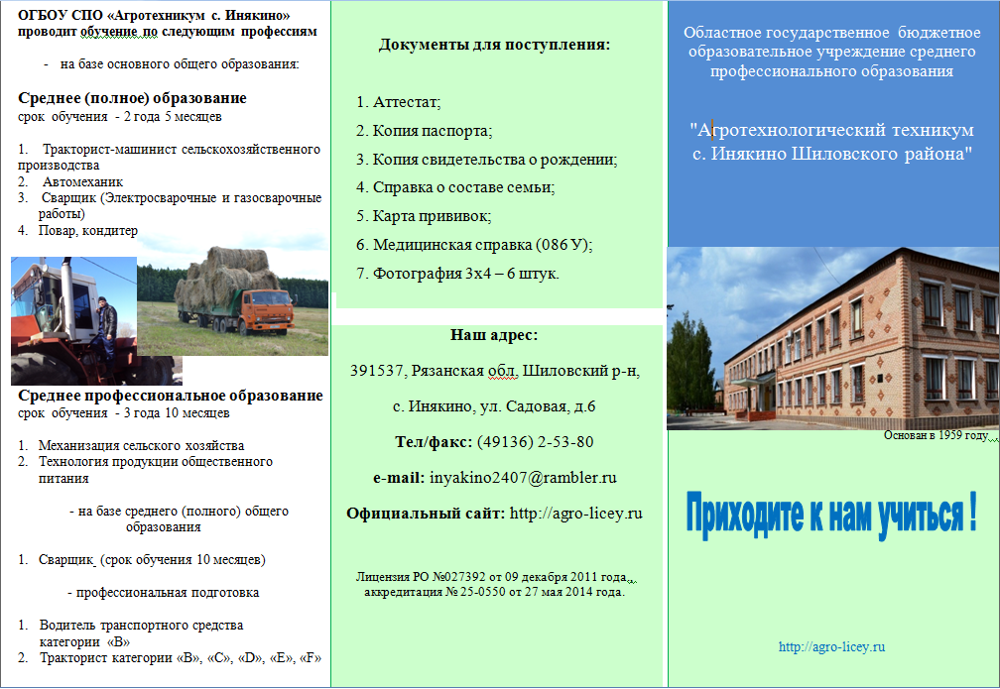 ОГБОУ СПО «Агротехникум с. Инякино»
проводит обучение по следующим профессиям
- на базе основного общего образования:
Среднее (полное) образование
срок обучения - 2 года 5 месяцев
1. Тракторист-машинист сельскохозяйственного
производства
2. Автомеханик
3. Сварщик (Электросварочные и газосварочные
работы)
4. Повар, кондитер
Среднее профессиональное образование
срок обучения - 3 года 10 месяцев
1. Механизация сельского хозяйства
2. Технология продукции общественного
питания
- на базе среднего (полного) общего
образования
1. Сварщик (срок обучения 10 месяцев)
- профессиональная подготовка
1. Водитель транспортного средства
категории «В»
2. Тракторист категории «В», «С», «D», «Е», «F»
Документы для поступления:
1. Аттестат;
2. Копия паспорта;
3. Копия свидетельства о рождении;
4. Справка о составе семьи;
5. Карта прививок;
6. Медицинская справка (086 У);
7. Фотография 3х4 – 6 штук.
Наш адрес:
391537, Рязанская обл, Шиловский р-н,
с. Инякино, ул. Садовая, д.6
Тел/факс: (49136) 2-53-80
e-mail: inyakino2407@rambler.ru
Официальный сайт: http://agro-licey.ru
Лицензия РО №027392 от 09 декабря 2011 года,,
аккредитация № 25-0550 от 27 мая 2014 года.
Областное государственное бюджетное
образовательное учреждение среднего
профессионального образования
"Агротехнологический техникум
с. Инякино Шиловского района"
Основан в 1959 году
Приходите к нам учиться !
http://agro-licey.ru